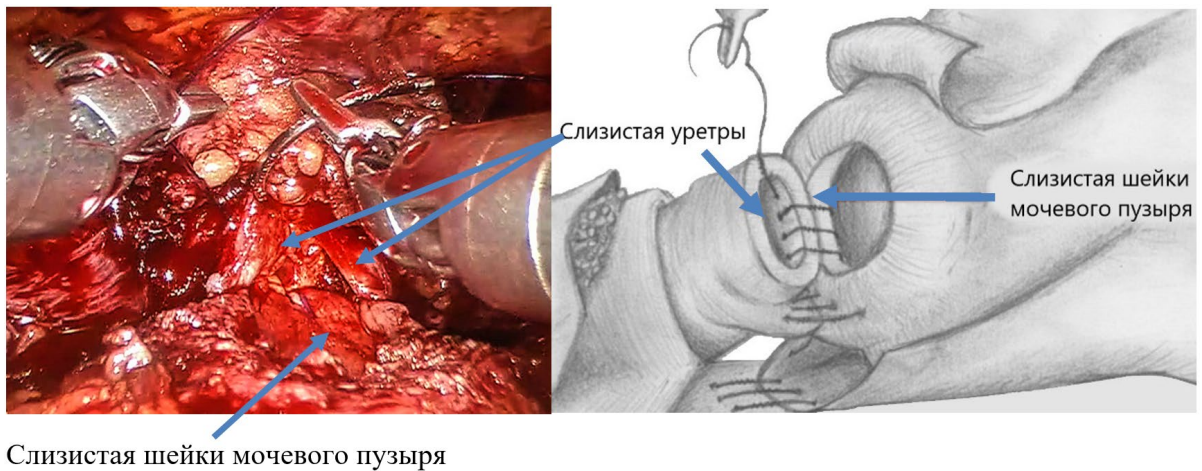 Слизистая уретры
Слизистая шейки
мочевого пузыря
Слизистая шейки мочевого пузыря